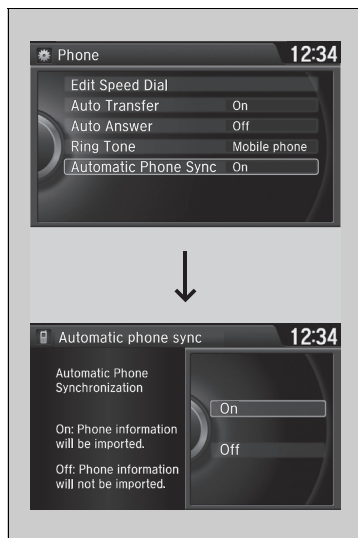 Phone 12:34
Edit Speed Dial
Auto Transfer On
Auto Answer Off
Ring Tone Mobile phone
Automatic Phone Sync On
Automatic phone sync 12:34
Automatic Phone
Synchronization
On: Phone information
will be imported.
Off: Phone information
will not be imported.
On
Off